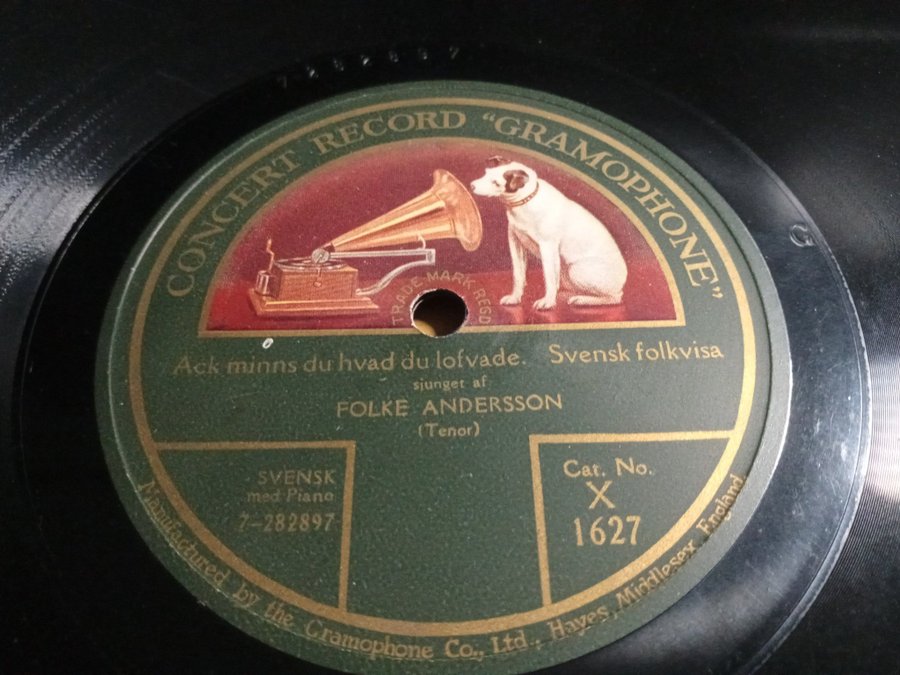 CONCERT RECORD "GRAMOPHONE"
TRADE MARK REGD
Ack minns du hvad du lofvade. Svensk folkvisa
sjunget af
FOLKE ANDERSSON
(Tenor)
SVENSK
med Piano
7-282897
Cat. No.
X
1627
Manufactured by the Gramophone Co., Ltd., Hayes, Middlesex, England
G